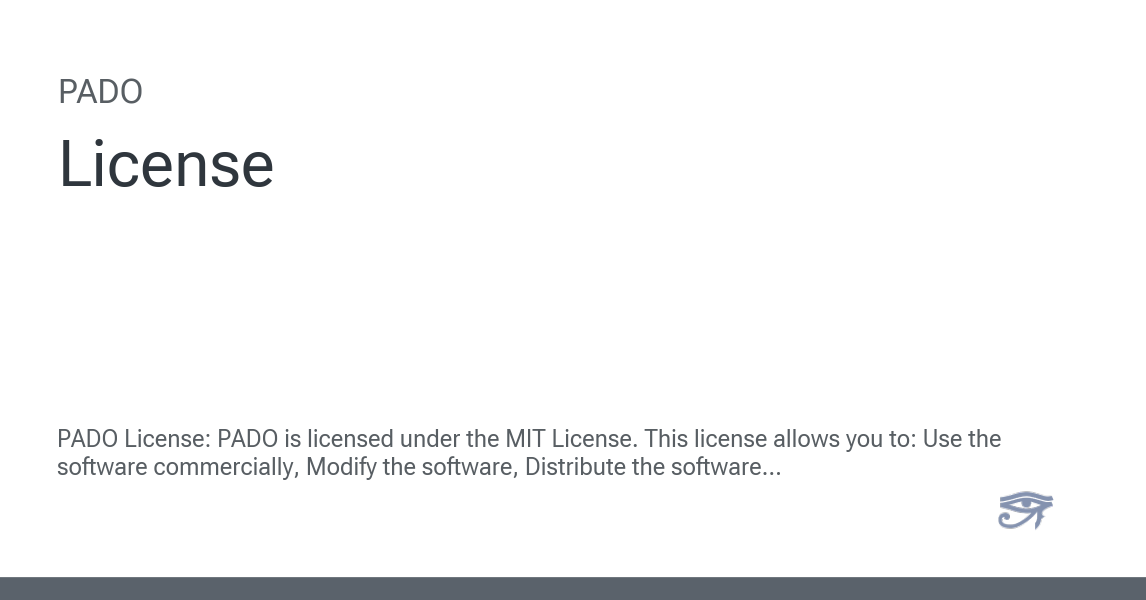 PADO
License
PADO License: PADO is licensed under the MIT License. This license allows you to: Use the
software commercially, Modify the software, Distribute the software...